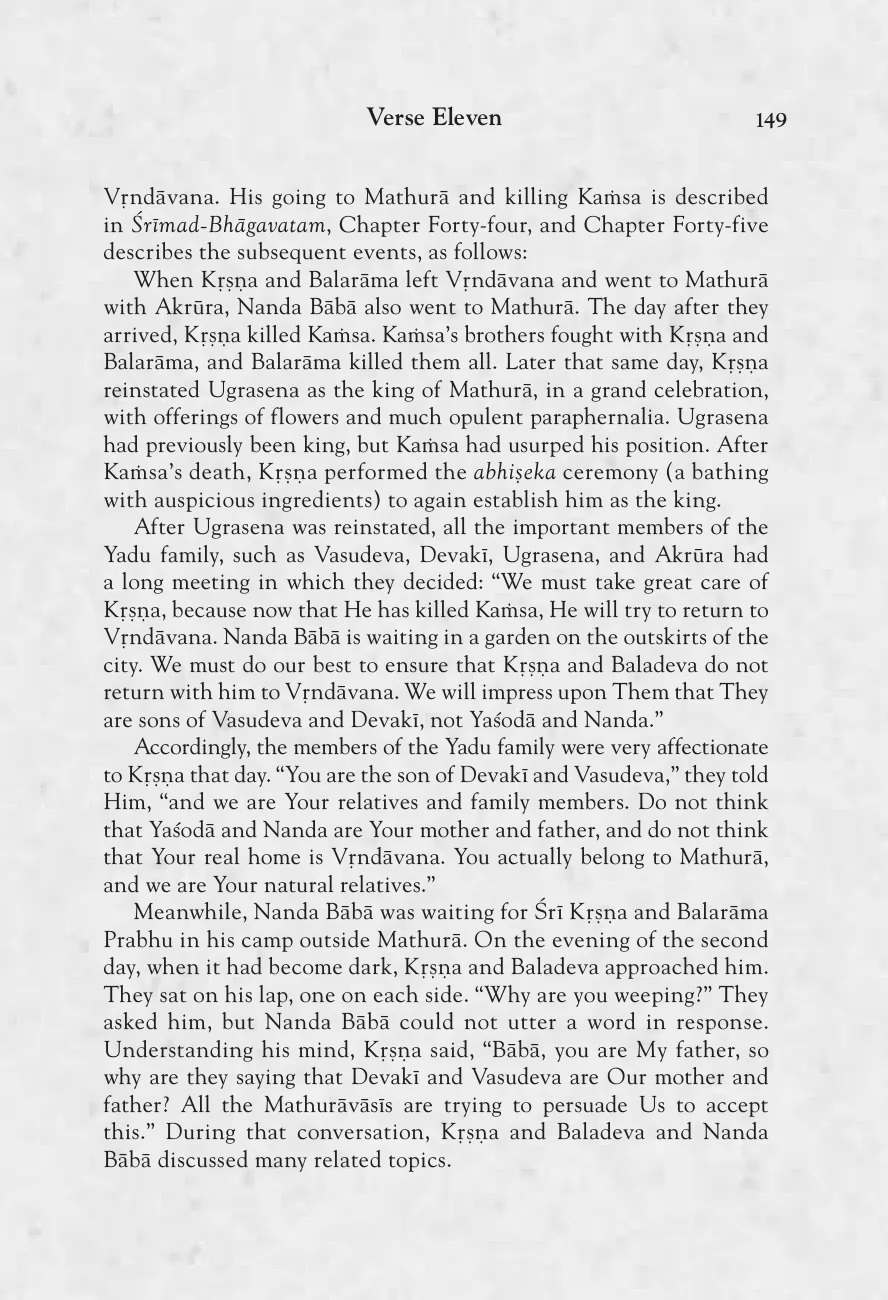 Verse Eleven 149
Vṛndāvana. His going to Mathurā and killing Kaṁsa is described
in Śrīmad-Bhāgavatam, Chapter Forty-four, and Chapter Forty-five
describes the subsequent events, as follows:
When Kṛṣṇa and Balarāma left Vṛndāvana and went to Mathurā
with Akrūra, Nanda Bābā also went to Mathurā. The day after they
arrived, Kṛṣṇa killed Kaṁsa. Kaṁsa’s brothers fought with Kṛṣṇa and
Balarāma, and Balarāma killed them all. Later that same day, Kṛṣṇa
reinstated Ugrasena as the king of Mathurā, in a grand celebration,
with offerings of flowers and much opulent paraphernalia. Ugrasena
had previously been king, but Kaṁsa had usurped his position. After
Kaṁsa’s death, Kṛṣṇa performed the abhiṣeka ceremony (a bathing
with auspicious ingredients) to again establish him as the king.
After Ugrasena was reinstated, all the important members of the
Yadu family, such as Vasudeva, Devakī, Ugrasena, and Akrūra had
a long meeting in which they decided: “We must take great care of
Kṛṣṇa, because now that He has killed Kaṁsa, He will try to return to
Vṛndāvana. Nanda Bābā is waiting in a garden on the outskirts of the
city. We must do our best to ensure that Kṛṣṇa and Baladeva do not
return with him to Vṛndāvana. We will impress upon Them that They
are sons of Vasudeva and Devakī, not Yaśodā and Nanda.”
Accordingly, the members of the Yadu family were very affectionate
to Kṛṣṇa that day. “You are the son of Devakī and Vasudeva,” they told
Him, “and we are Your relatives and family members. Do not think
that Yaśodā and Nanda are Your mother and father, and do not think
that Your real home is Vṛndāvana. You actually belong to Mathurā,
and we are Your natural relatives.”
Meanwhile, Nanda Bābā was waiting for Śrī Kṛṣṇa and Balarāma
Prabhu in his camp outside Mathurā. On the evening of the second
day, when it had become dark, Kṛṣṇa and Baladeva approached him.
They sat on his lap, one on each side. “Why are you weeping?” They
asked him, but Nanda Bābā could not utter a word in response.
Understanding his mind, Kṛṣṇa said, “Bābā, you are My father, so
why are they saying that Devakī and Vasudeva are Our mother and
father? All the Mathurāvāsīs are trying to persuade Us to accept
this.” During that conversation, Kṛṣṇa and Baladeva and Nanda
Bābā discussed many related topics.